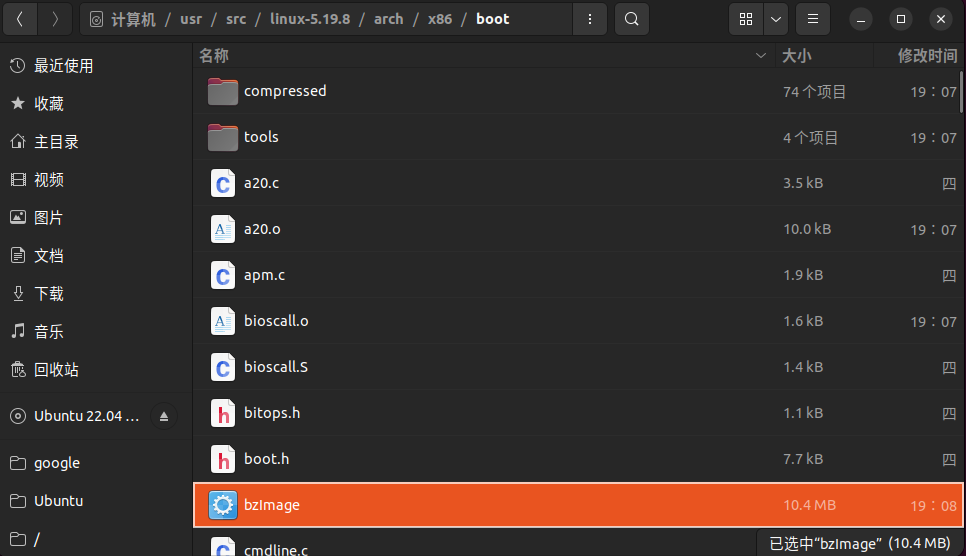 计算机 / usr / src / linux-5.19.8 / arch / x86 / boot
最近使用
收藏
主目录
视频
图片
文档
下载
音乐
回收站
Ubuntu 22.04 …
google
Ubuntu
/
名称 大小 修改时间
compressed 74 个项目 19：07
tools 4 个项目 19：07
a20.c 3.5 kB 四
a20.o 10.0 kB 19：07
apm.c 1.9 kB 四
bioscall.o 1.6 kB 19：07
bioscall.S 1.4 kB 四
bitops.h 1.1 kB 四
boot.h 7.7 kB 四
bzImage 10.4 MB 19：08
cmdline.c
已选中“bzImage” (10.4 MB)